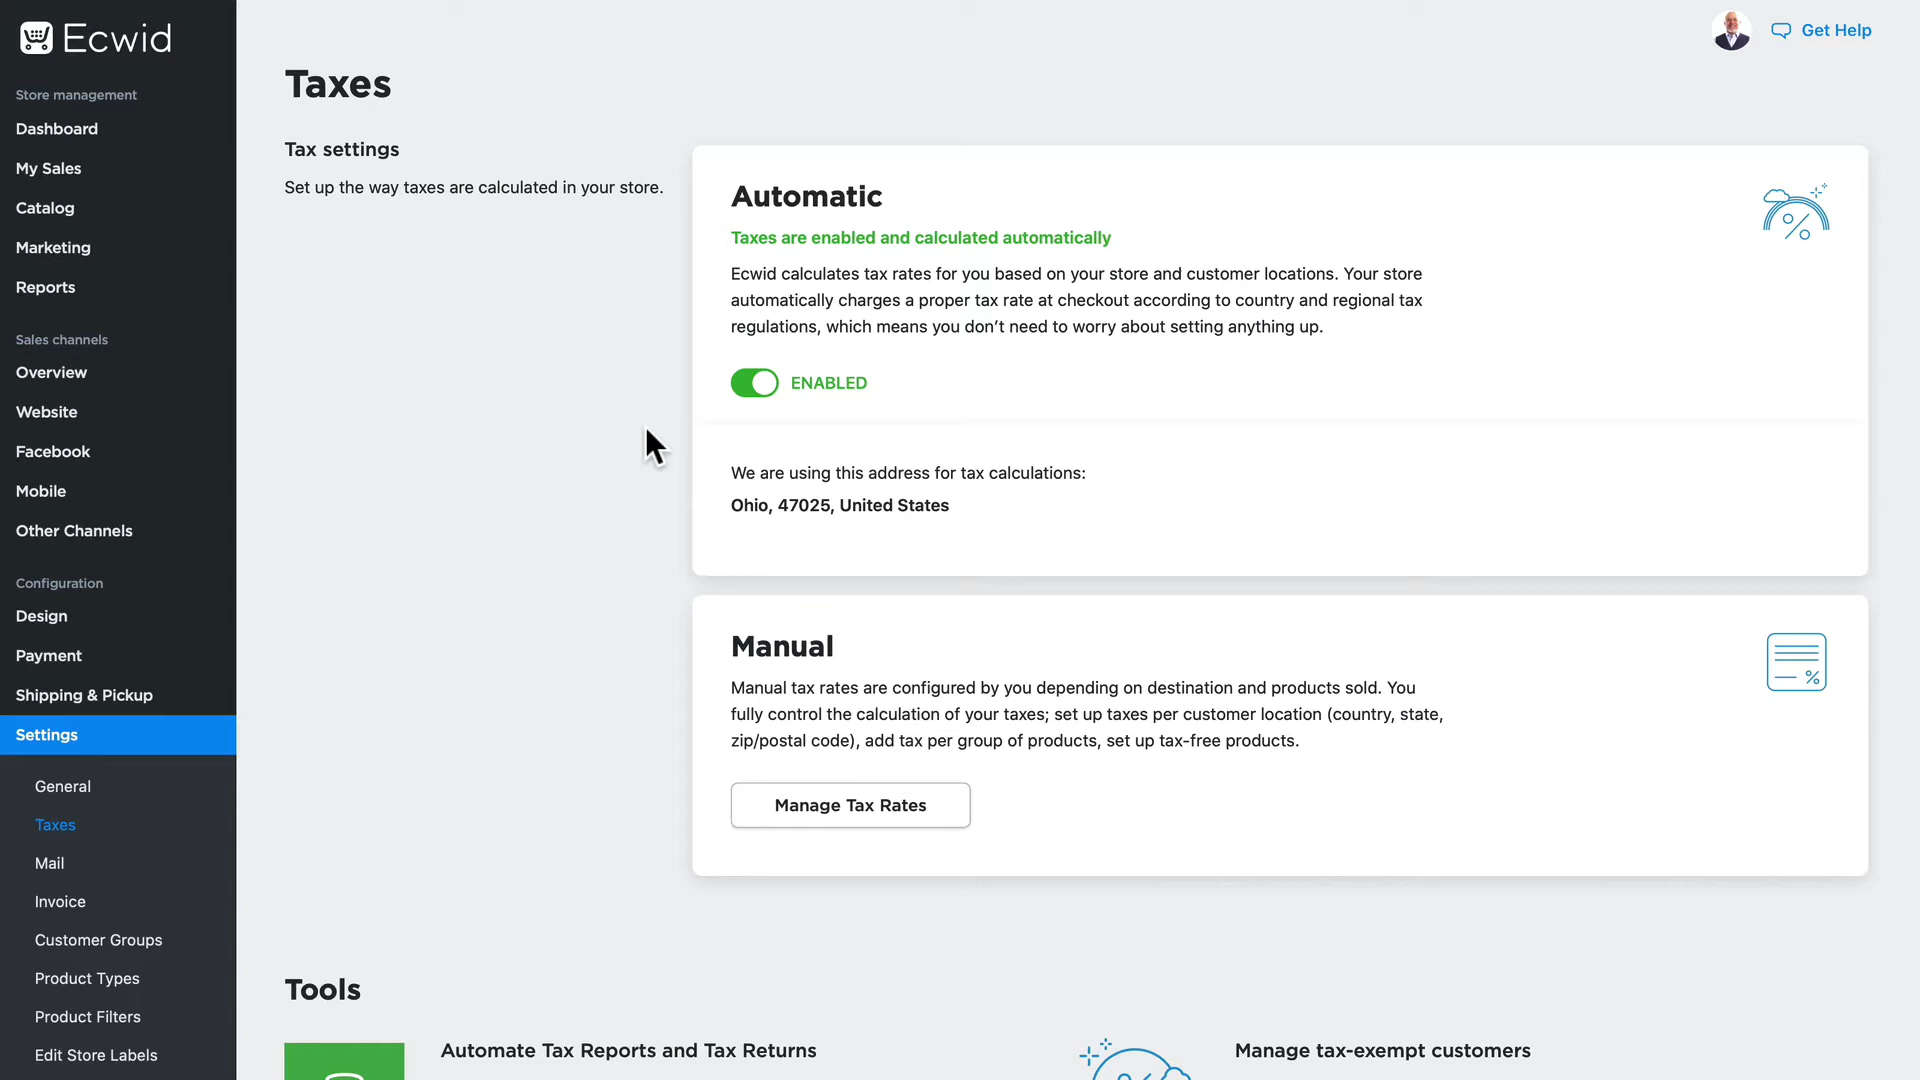 Ecwid
Store management
Dashboard
My Sales
Catalog
Marketing
Reports
Sales channels
Overview
Website
Facebook
Mobile
Other Channels
Configuration
Design
Payment
Shipping & Pickup
Settings
General
Taxes
Mail
Invoice
Customer Groups
Product Types
Product Filters
Edit Store Labels
Get Help
Taxes
Tax settings
Set up the way taxes are calculated in your store.
Automatic
Taxes are enabled and calculated automatically
Ecwid calculates tax rates for you based on your store and customer locations. Your store
automatically charges a proper tax rate at checkout according to country and regional tax
regulations, which means you don’t need to worry about setting anything up.
ENABLED
We are using this address for tax calculations:
Ohio, 47025, United States
Manual
Manual tax rates are configured by you depending on destination and products sold. You
fully control the calculation of your taxes; set up taxes per customer location (country, state,
zip/postal code), add tax per group of products, set up tax-free products.
Manage Tax Rates
Tools
Automate Tax Reports and Tax Returns
Manage tax-exempt customers